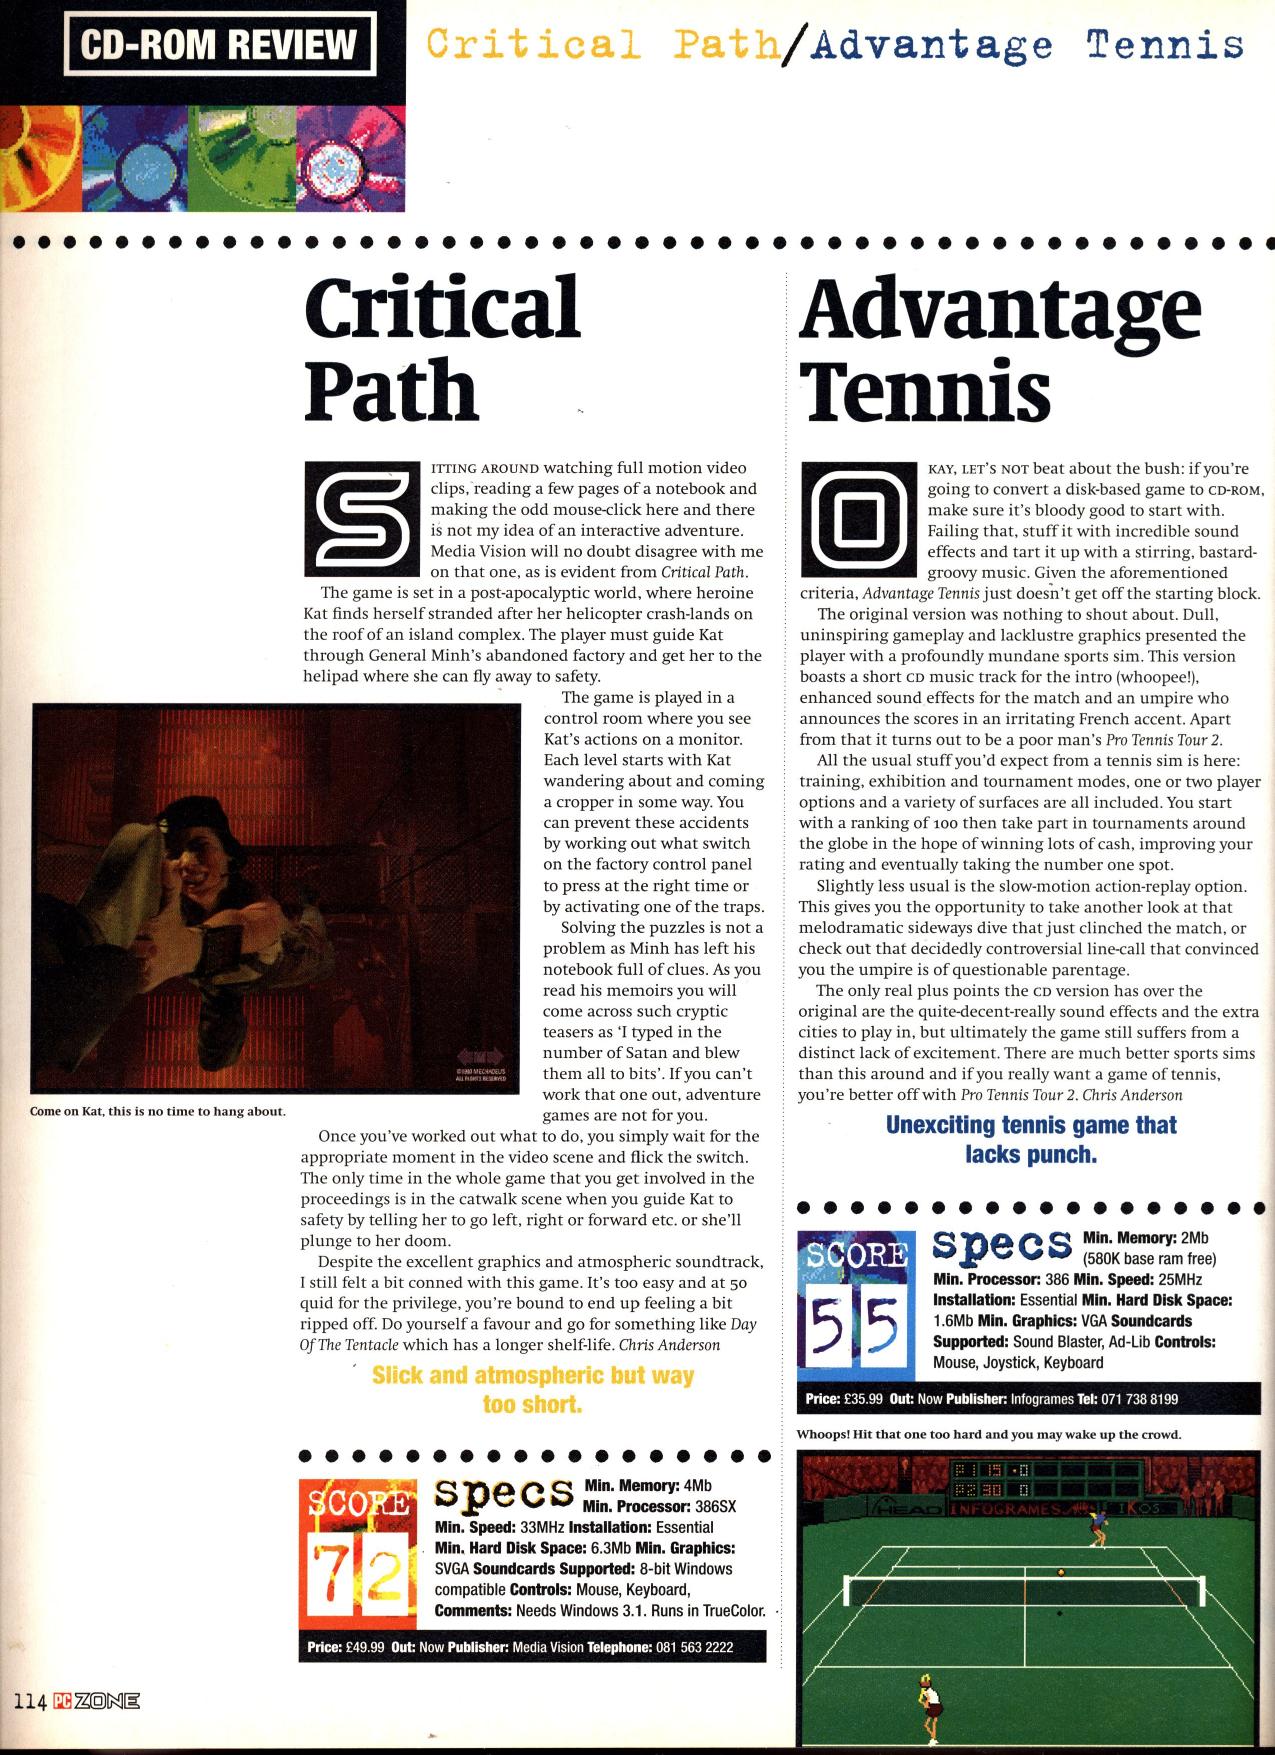 CD-ROM REVIEW
Critical Path/Advantage Tennis
Critical
Path
SITTING AROUND watching full motion video
clips, reading a few pages of a notebook and
making the odd mouse-click here and there
is not my idea of an interactive adventure.
Media Vision will no doubt disagree with me
on that one, as is evident from Critical Path.
The game is set in a post-apocalyptic world, where heroine
Kat finds herself stranded after her helicopter crash-lands on
the roof of an island complex. The player must guide Kat
through General Minh's abandoned factory and get her to the
helipad where she can fly away to safety.
The game is played in a
control room where you see
Kat's actions on a monitor.
Each level starts with Kat
wandering about and coming
a cropper in some way. You
can prevent these accidents
by working out what switch
on the factory control panel
to press at the right time or
by activating one of the traps.
Solving the puzzles is not a
problem as Minh has left his
notebook full of clues. As you
read his memoirs you will
come across such cryptic
teasers as 'I typed in the
number of Satan and blew
them all to bits'. If you can't
work that one out, adventure
games are not for you.
©1993 MECHADEUS
ALL RIGHTS RESERVED
Come on Kat, this is no time to hang about.
Once you've worked out what to do, you simply wait for the
appropriate moment in the video scene and flick the switch.
The only time in the whole game that you get involved in the
proceedings is in the catwalk scene when you guide Kat to
safety by telling her to go left, right or forward etc. or she'll
plunge to her doom.
Despite the excellent graphics and atmospheric soundtrack,
I still felt a bit conned with this game. It's too easy and at 50
quid for the privilege, you're bound to end up feeling a bit
ripped off. Do yourself a favour and go for something like Day
Of The Tentacle which has a longer shelf-life. Chris Anderson
Slick and atmospheric but way
too short.
SCORE
72
specs Min. Memory: 4Mb
Min. Processor: 386SX
Min. Speed: 33MHz Installation: Essential
Min. Hard Disk Space: 6.3Mb Min. Graphics:
SVGA Soundcards Supported: 8-bit Windows
compatible Controls: Mouse, Keyboard,
Comments: Needs Windows 3.1. Runs in TrueColor.
Price: £49.99 Out: Now Publisher: Media Vision Telephone: 081 563 2222
Advantage
Tennis
OKAY, LET'S NOT beat about the bush: if you're
going to convert a disk-based game to CD-ROM,
make sure it's bloody good to start with.
Failing that, stuff it with incredible sound
effects and tart it up with a stirring, bastard-
groovy music. Given the aforementioned
criteria, Advantage Tennis just doesn't get off the starting block.
The original version was nothing to shout about. Dull,
uninspiring gameplay and lacklustre graphics presented the
player with a profoundly mundane sports sim. This version
boasts a short CD music track for the intro (whoopee!),
enhanced sound effects for the match and an umpire who
announces the scores in an irritating French accent. Apart
from that it turns out to be a poor man's Pro Tennis Tour 2.
All the usual stuff you'd expect from a tennis sim is here:
training, exhibition and tournament modes, one or two player
options and a variety of surfaces are all included. You start
with a ranking of 100 then take part in tournaments around
the globe in the hope of winning lots of cash, improving your
rating and eventually taking the number one spot.
Slightly less usual is the slow-motion action-replay option.
This gives you the opportunity to take another look at that
melodramatic sideways dive that just clinched the match, or
check out that decidedly controversial line-call that convinced
you the umpire is of questionable parentage.
The only real plus points the CD version has over the
original are the quite-decent-really sound effects and the extra
cities to play in, but ultimately the game still suffers from a
distinct lack of excitement. There are much better sports sims
than this around and if you really want a game of tennis,
you're better off with Pro Tennis Tour 2. Chris Anderson
Unexciting tennis game that
lacks punch.
SCORE
55
specs Min. Memory: 2Mb
(580K base ram free)
Min. Processor: 386 Min. Speed: 25MHz
Installation: Essential Min. Hard Disk Space:
1.6Mb Min. Graphics: VGA Soundcards
Supported: Sound Blaster, Ad-Lib Controls:
Mouse, Joystick, Keyboard
Price: £35.99 Out: Now Publisher: Infogrames Tel: 071 738 8199
Whoops! Hit that one too hard and you may wake up the crowd.
P1 15 0
P2 30 0
HEAD INFOGRAMES
114 PC ZONE